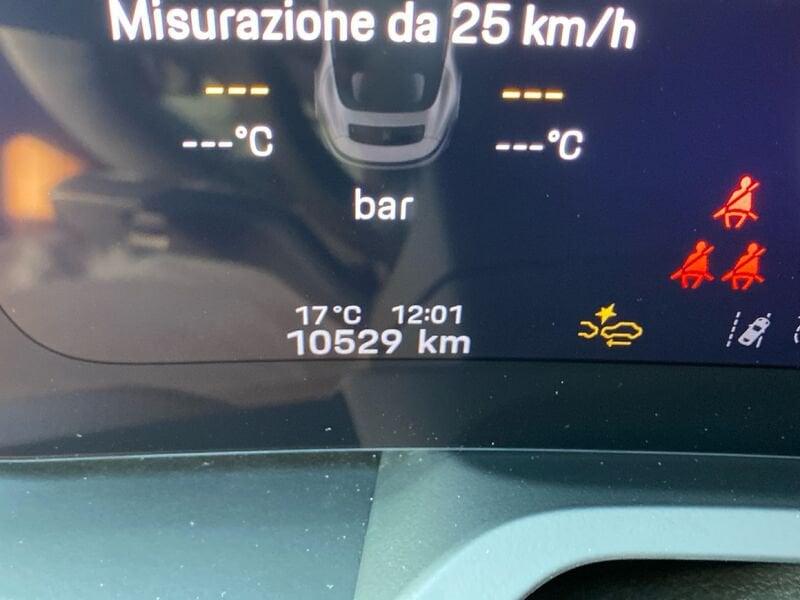 Misurazione da 25 km/h
--- ---
---°C ---°C
bar
17°C 12:01
10529 km